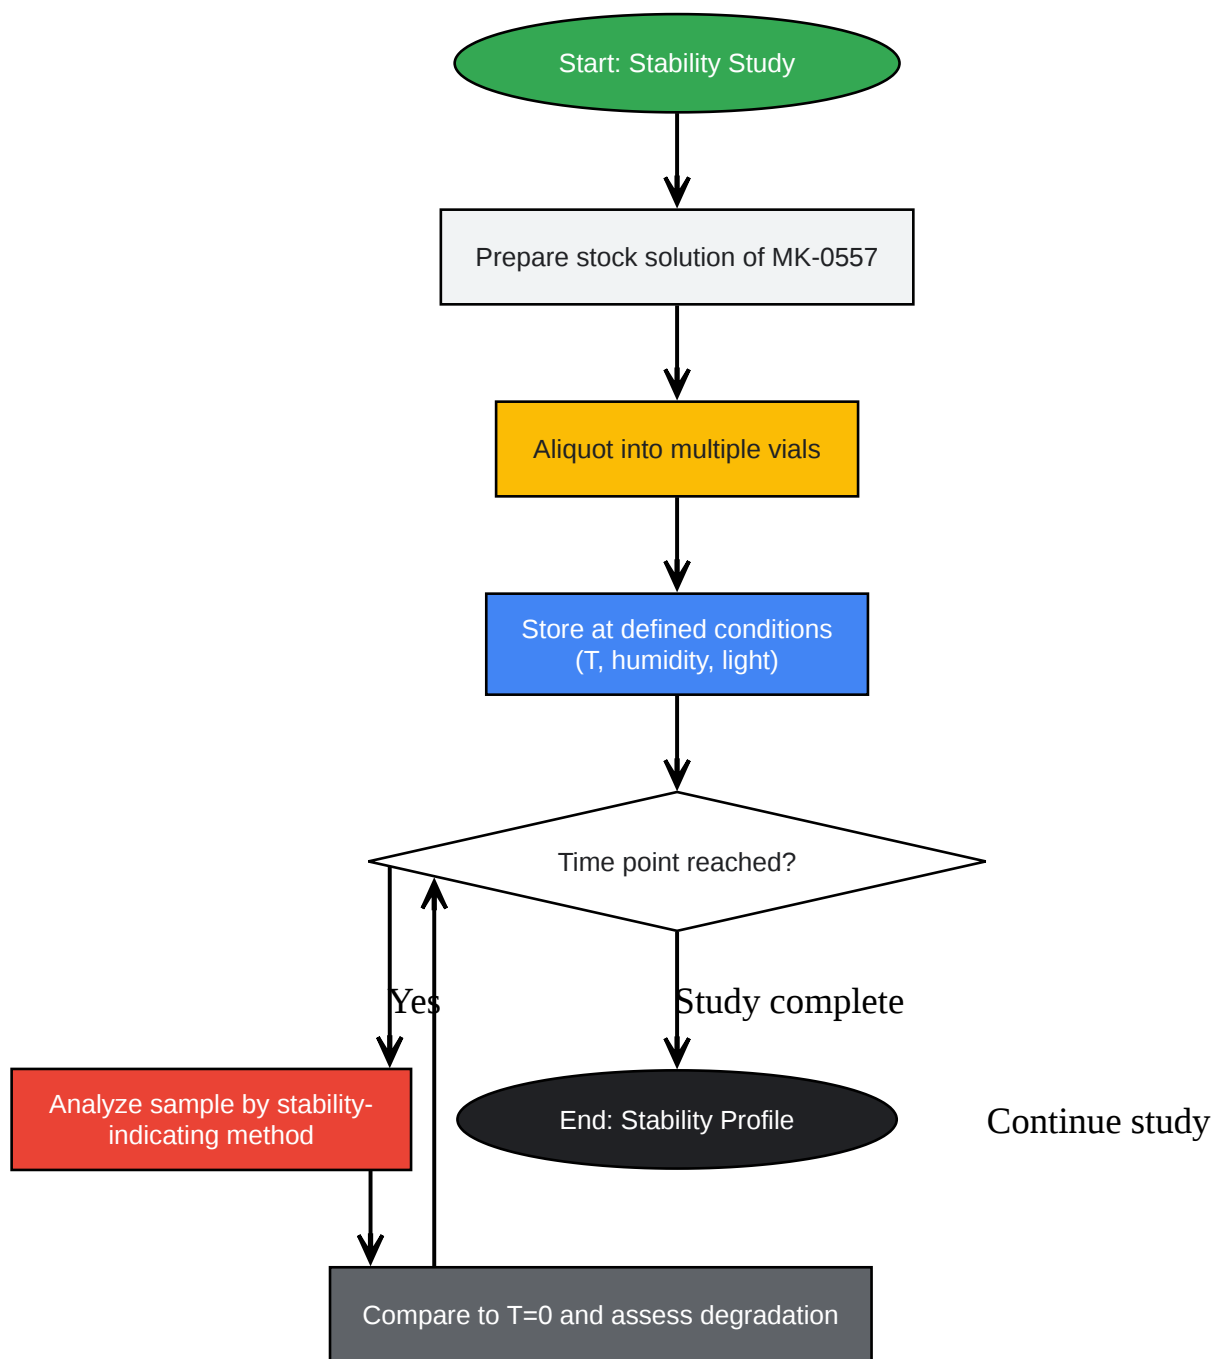 Start: Stability Study
Prepare stock solution of MK-0557
Aliquot into multiple vials
Store at defined conditions
(T, humidity, light)
Time point reached?
Yes
Study complete
Analyze sample by stability-
indicating method
End: Stability Profile
Continue study
Compare to T=0 and assess degradation